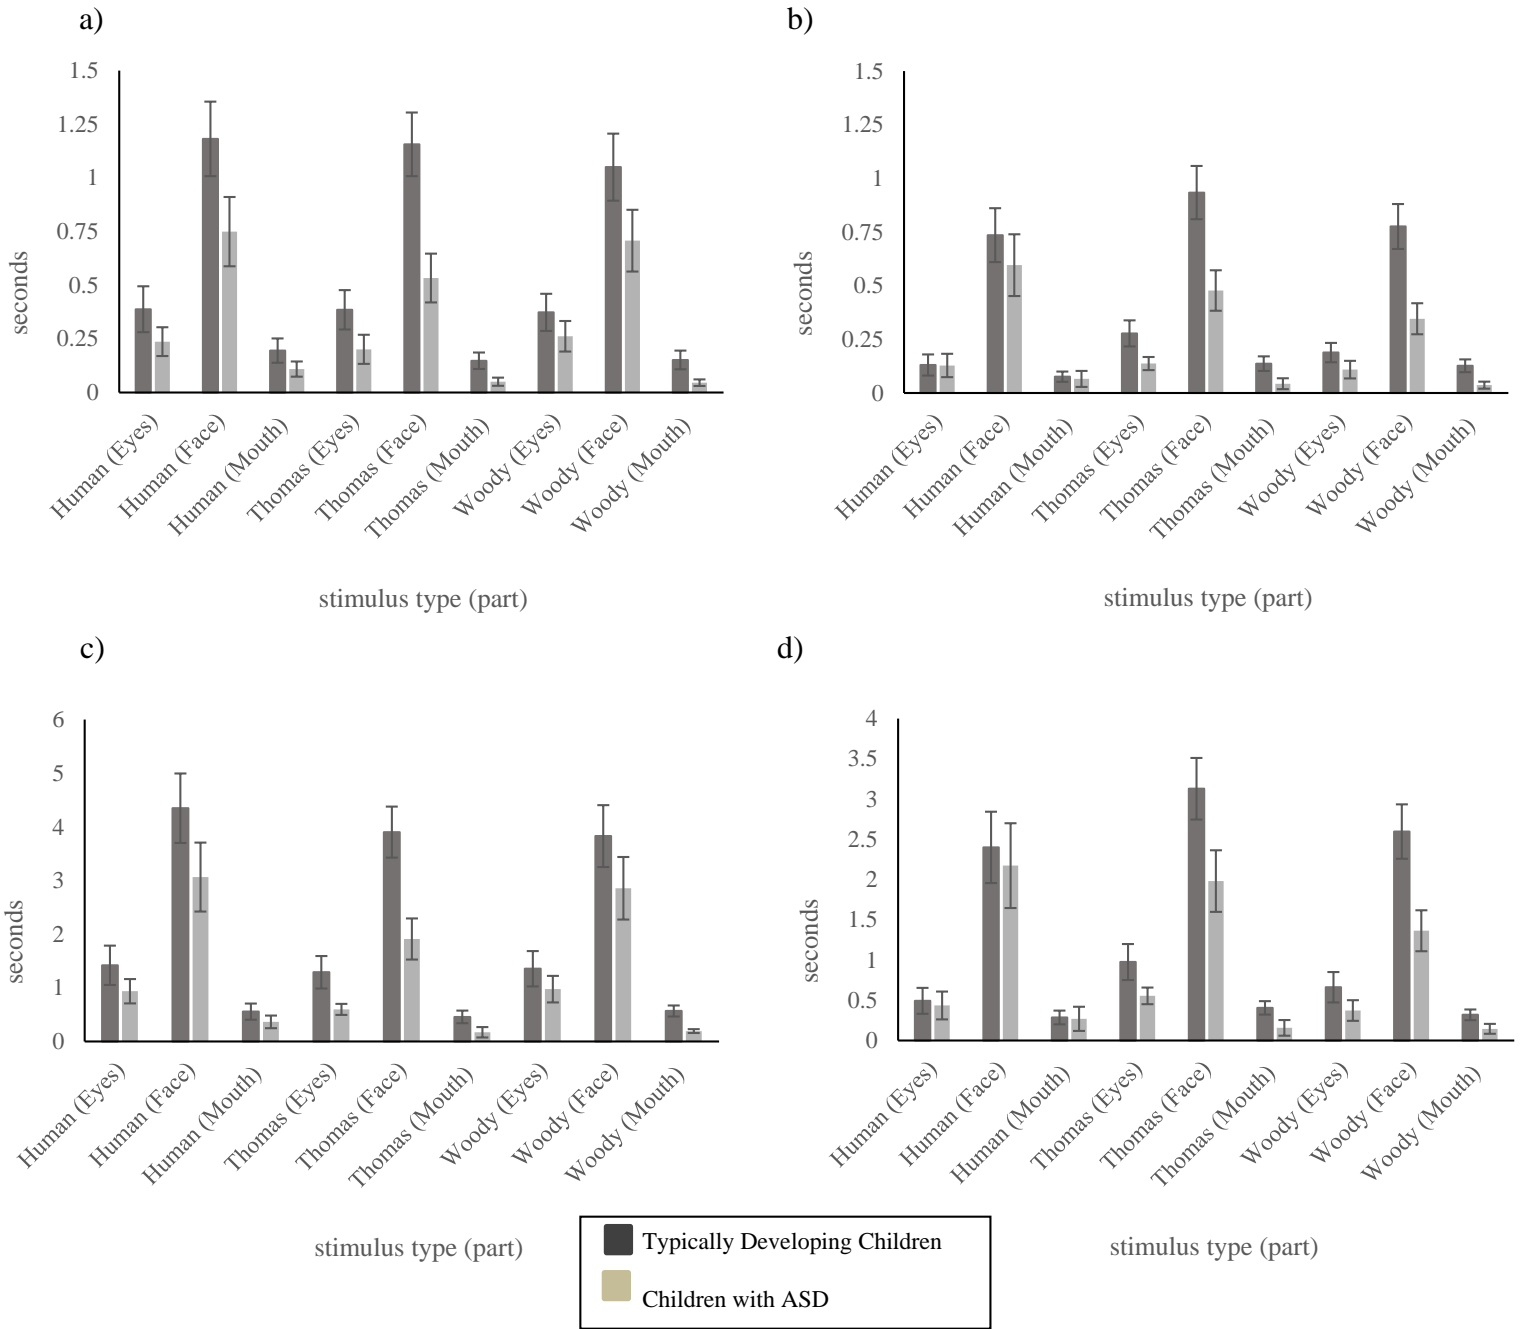 a)
1.5
1.25
1
0.75
0.5
0.25
0
seconds
Human (Eyes)
Human (Face)
Human (Mouth)
Thomas (Eyes)
Thomas (Face)
Thomas (Mouth)
Woody (Eyes)
Woody (Face)
Woody (Mouth)
stimulus type (part)
b)
1.5
1.25
1
0.75
0.5
0.25
0
seconds
Human (Eyes)
Human (Face)
Human (Mouth)
Thomas (Eyes)
Thomas (Face)
Thomas (Mouth)
Woody (Eyes)
Woody (Face)
Woody (Mouth)
stimulus type (part)
c)
6
5
4
3
2
1
0
seconds
Human (Eyes)
Human (Face)
Human (Mouth)
Thomas (Eyes)
Thomas (Face)
Thomas (Mouth)
Woody (Eyes)
Woody (Face)
Woody (Mouth)
stimulus type (part)
d)
4
3.5
3
2.5
2
1.5
1
0.5
0
seconds
Human (Eyes)
Human (Face)
Human (Mouth)
Thomas (Eyes)
Thomas (Face)
Thomas (Mouth)
Woody (Eyes)
Woody (Face)
Woody (Mouth)
stimulus type (part)
Typically Developing Children
Children with ASD